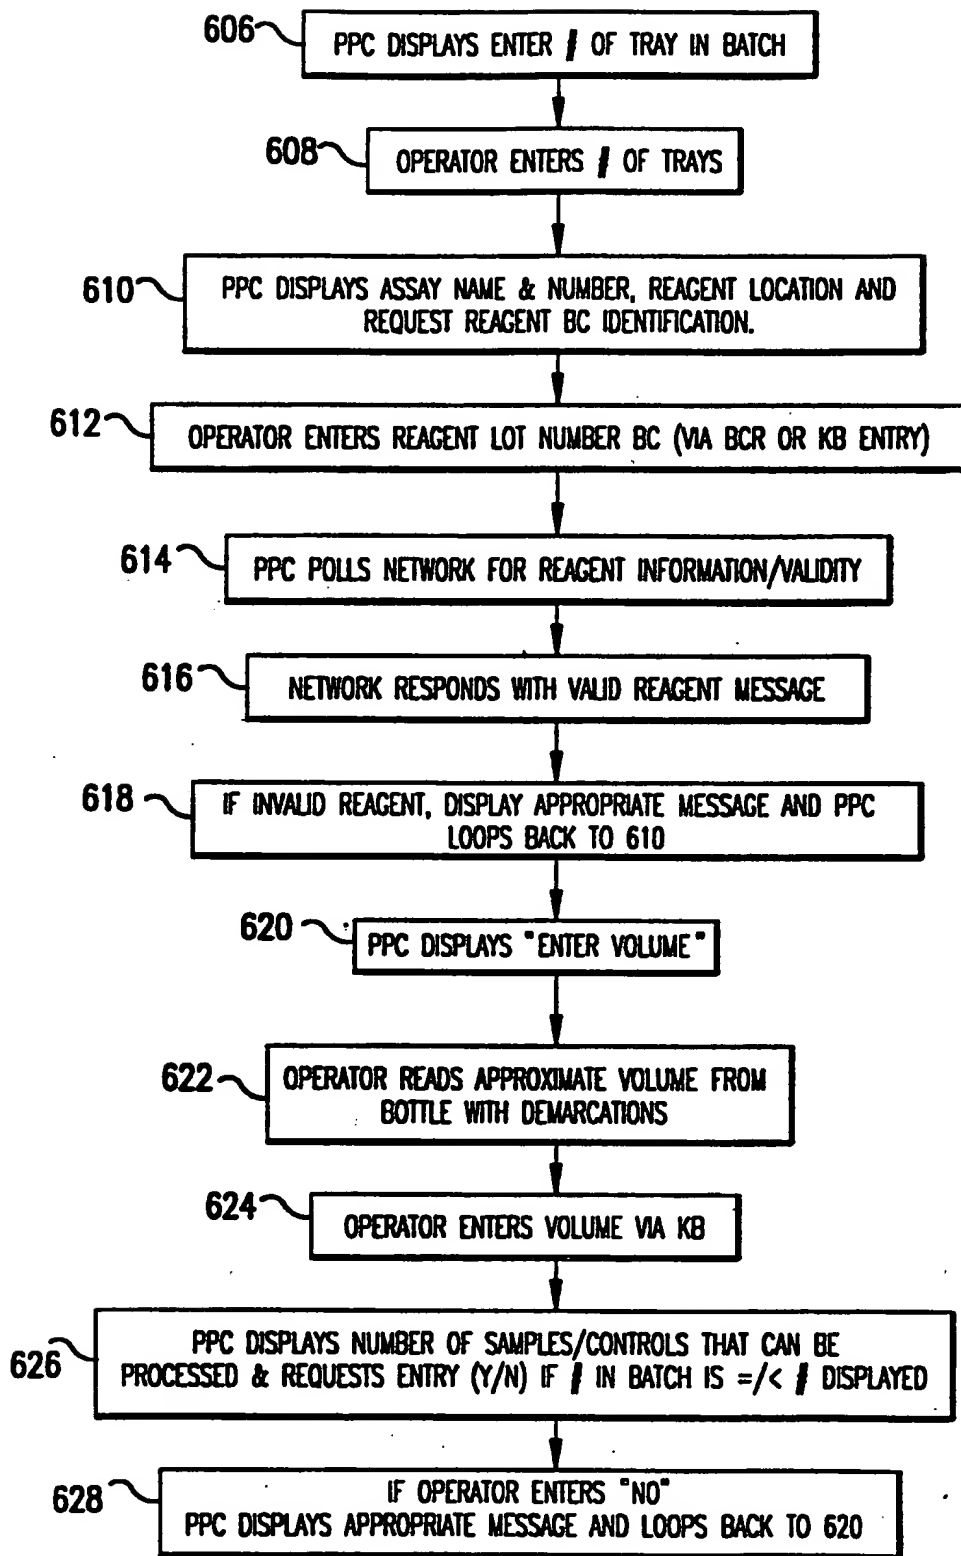 606
PPC DISPLAYS ENTER # OF TRAY IN BATCH
608
OPERATOR ENTERS # OF TRAYS
610
PPC DISPLAYS ASSAY NAME & NUMBER, REAGENT LOCATION AND
REQUEST REAGENT BC IDENTIFICATION.
612
OPERATOR ENTERS REAGENT LOT NUMBER BC (VIA BCR OR KB ENTRY)
614
PPC POLLS NETWORK FOR REAGENT INFORMATION/VALIDITY
616
NETWORK RESPONDS WITH VALID REAGENT MESSAGE
618
IF INVALID REAGENT, DISPLAY APPROPRIATE MESSAGE AND PPC
LOOPS BACK TO 610
620
PPC DISPLAYS "ENTER VOLUME"
622
OPERATOR READS APPROXIMATE VOLUME FROM
BOTTLE WITH DEMARCATIONS
624
OPERATOR ENTERS VOLUME VIA KB
626
PPC DISPLAYS NUMBER OF SAMPLES/CONTROLS THAT CAN BE
PROCESSED & REQUESTS ENTRY (Y/N) IF # IN BATCH IS =/< # DISPLAYED
628
IF OPERATOR ENTERS "NO"
PPC DISPLAYS APPROPRIATE MESSAGE AND LOOPS BACK TO 620